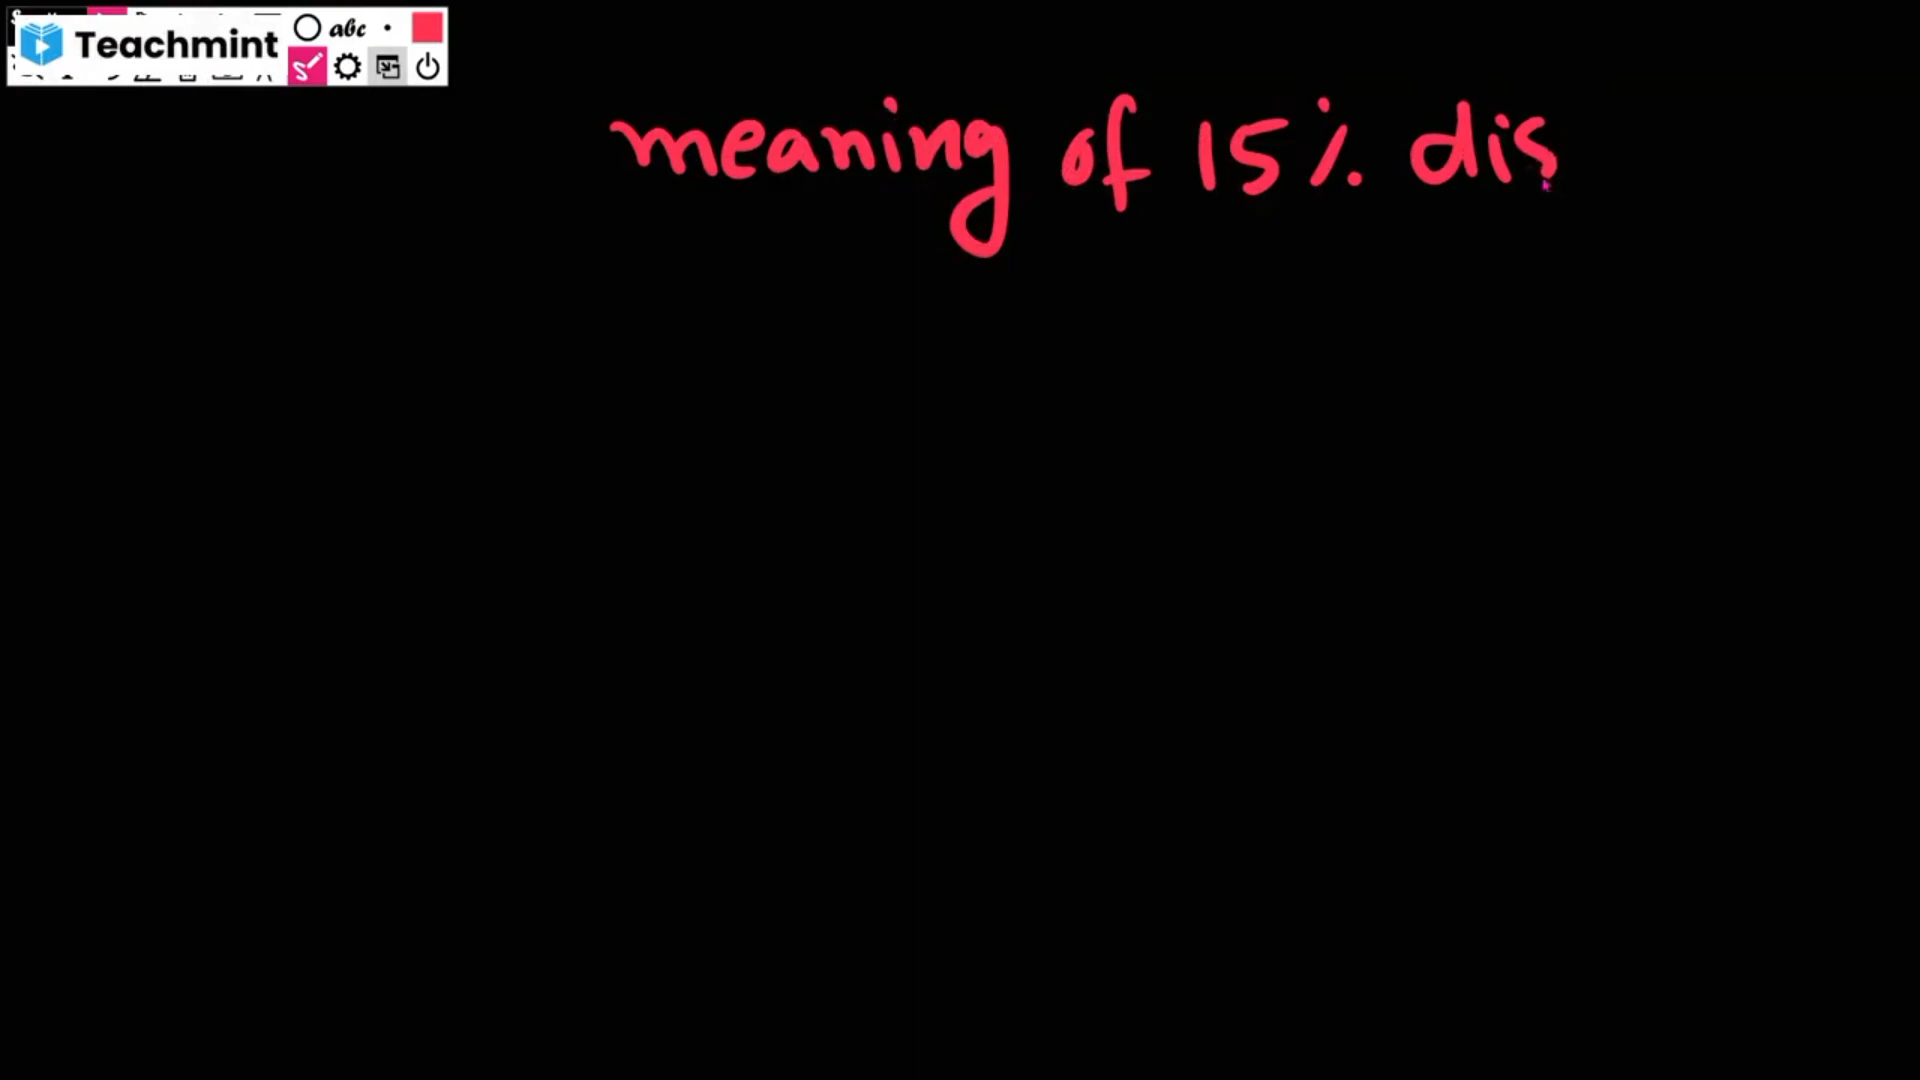 Teachmint abc
meaning of 15% dis